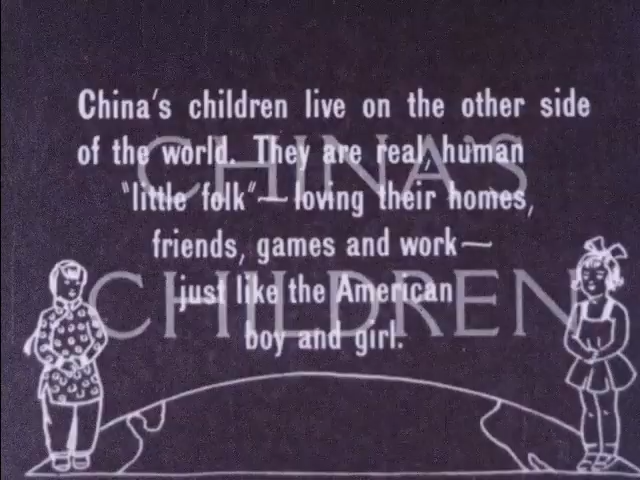 China's children live on the other side
of the world. They are real, human
"little folk"—loving their homes,
friends, games and work—
just like the American
boy and girl.
CHINA'S
CHILDREN